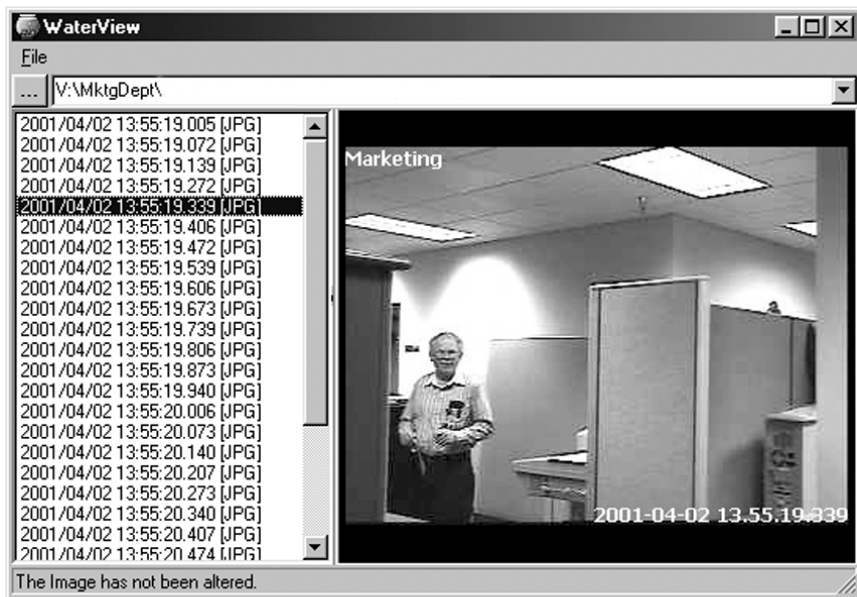 WaterView
File
... V:\MktgDept\
2001/04/02 13:55:19.005 [JPG]
2001/04/02 13:55:19.072 [JPG]
2001/04/02 13:55:19.139 [JPG]
2001/04/02 13:55:19.272 [JPG]
2001/04/02 13:55:19.339 [JPG]
2001/04/02 13:55:19.406 [JPG]
2001/04/02 13:55:19.472 [JPG]
2001/04/02 13:55:19.539 [JPG]
2001/04/02 13:55:19.606 [JPG]
2001/04/02 13:55:19.673 [JPG]
2001/04/02 13:55:19.739 [JPG]
2001/04/02 13:55:19.806 [JPG]
2001/04/02 13:55:19.873 [JPG]
2001/04/02 13:55:19.940 [JPG]
2001/04/02 13:55:20.006 [JPG]
2001/04/02 13:55:20.073 [JPG]
2001/04/02 13:55:20.140 [JPG]
2001/04/02 13:55:20.207 [JPG]
2001/04/02 13:55:20.273 [JPG]
2001/04/02 13:55:20.340 [JPG]
2001/04/02 13:55:20.407 [JPG]
2001/04/02 13:55:20.474 [JPG]
Marketing
2001-04-02 13.55.19.339
The Image has not been altered.